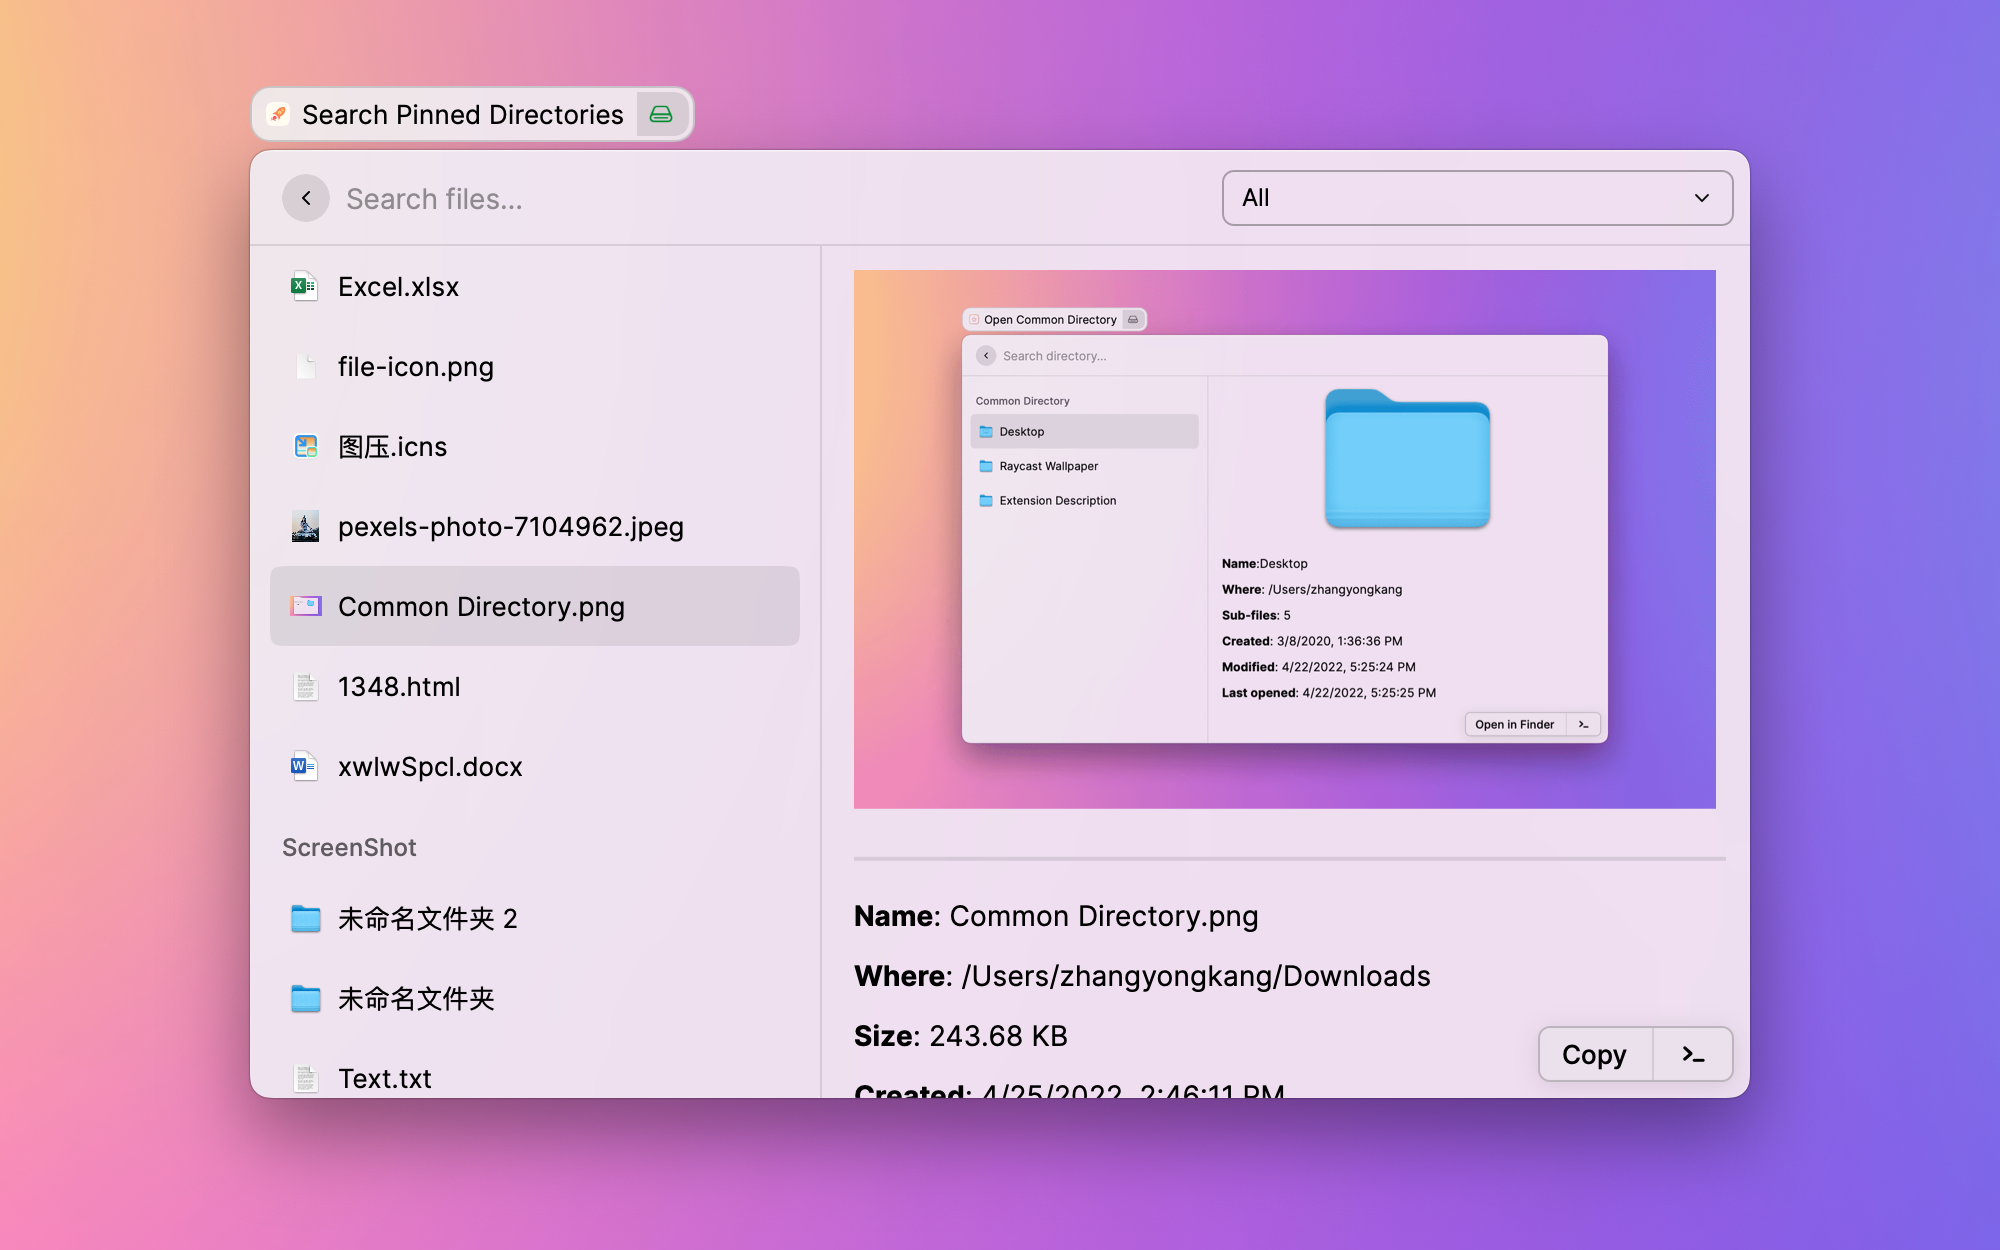 Search Pinned Directories
Search files...
All
Excel.xlsx
file-icon.png
图压.icns
pexels-photo-7104962.jpeg
Common Directory.png
1348.html
xwlwSpcl.docx
ScreenShot
未命名文件夹 2
未命名文件夹
Text.txt
Open Common Directory
Search directory...
Common Directory
Desktop
Raycast Wallpaper
Extension Description
Name:Desktop
Where: /Users/zhangyongkang
Sub-files: 5
Created: 3/8/2020, 1:36:36 PM
Modified: 4/22/2022, 5:25:24 PM
Last opened: 4/22/2022, 5:25:25 PM
Open in Finder
Name: Common Directory.png
Where: /Users/zhangyongkang/Downloads
Size: 243.68 KB
Created: 4/25/2022, 2:46:11 PM
Copy